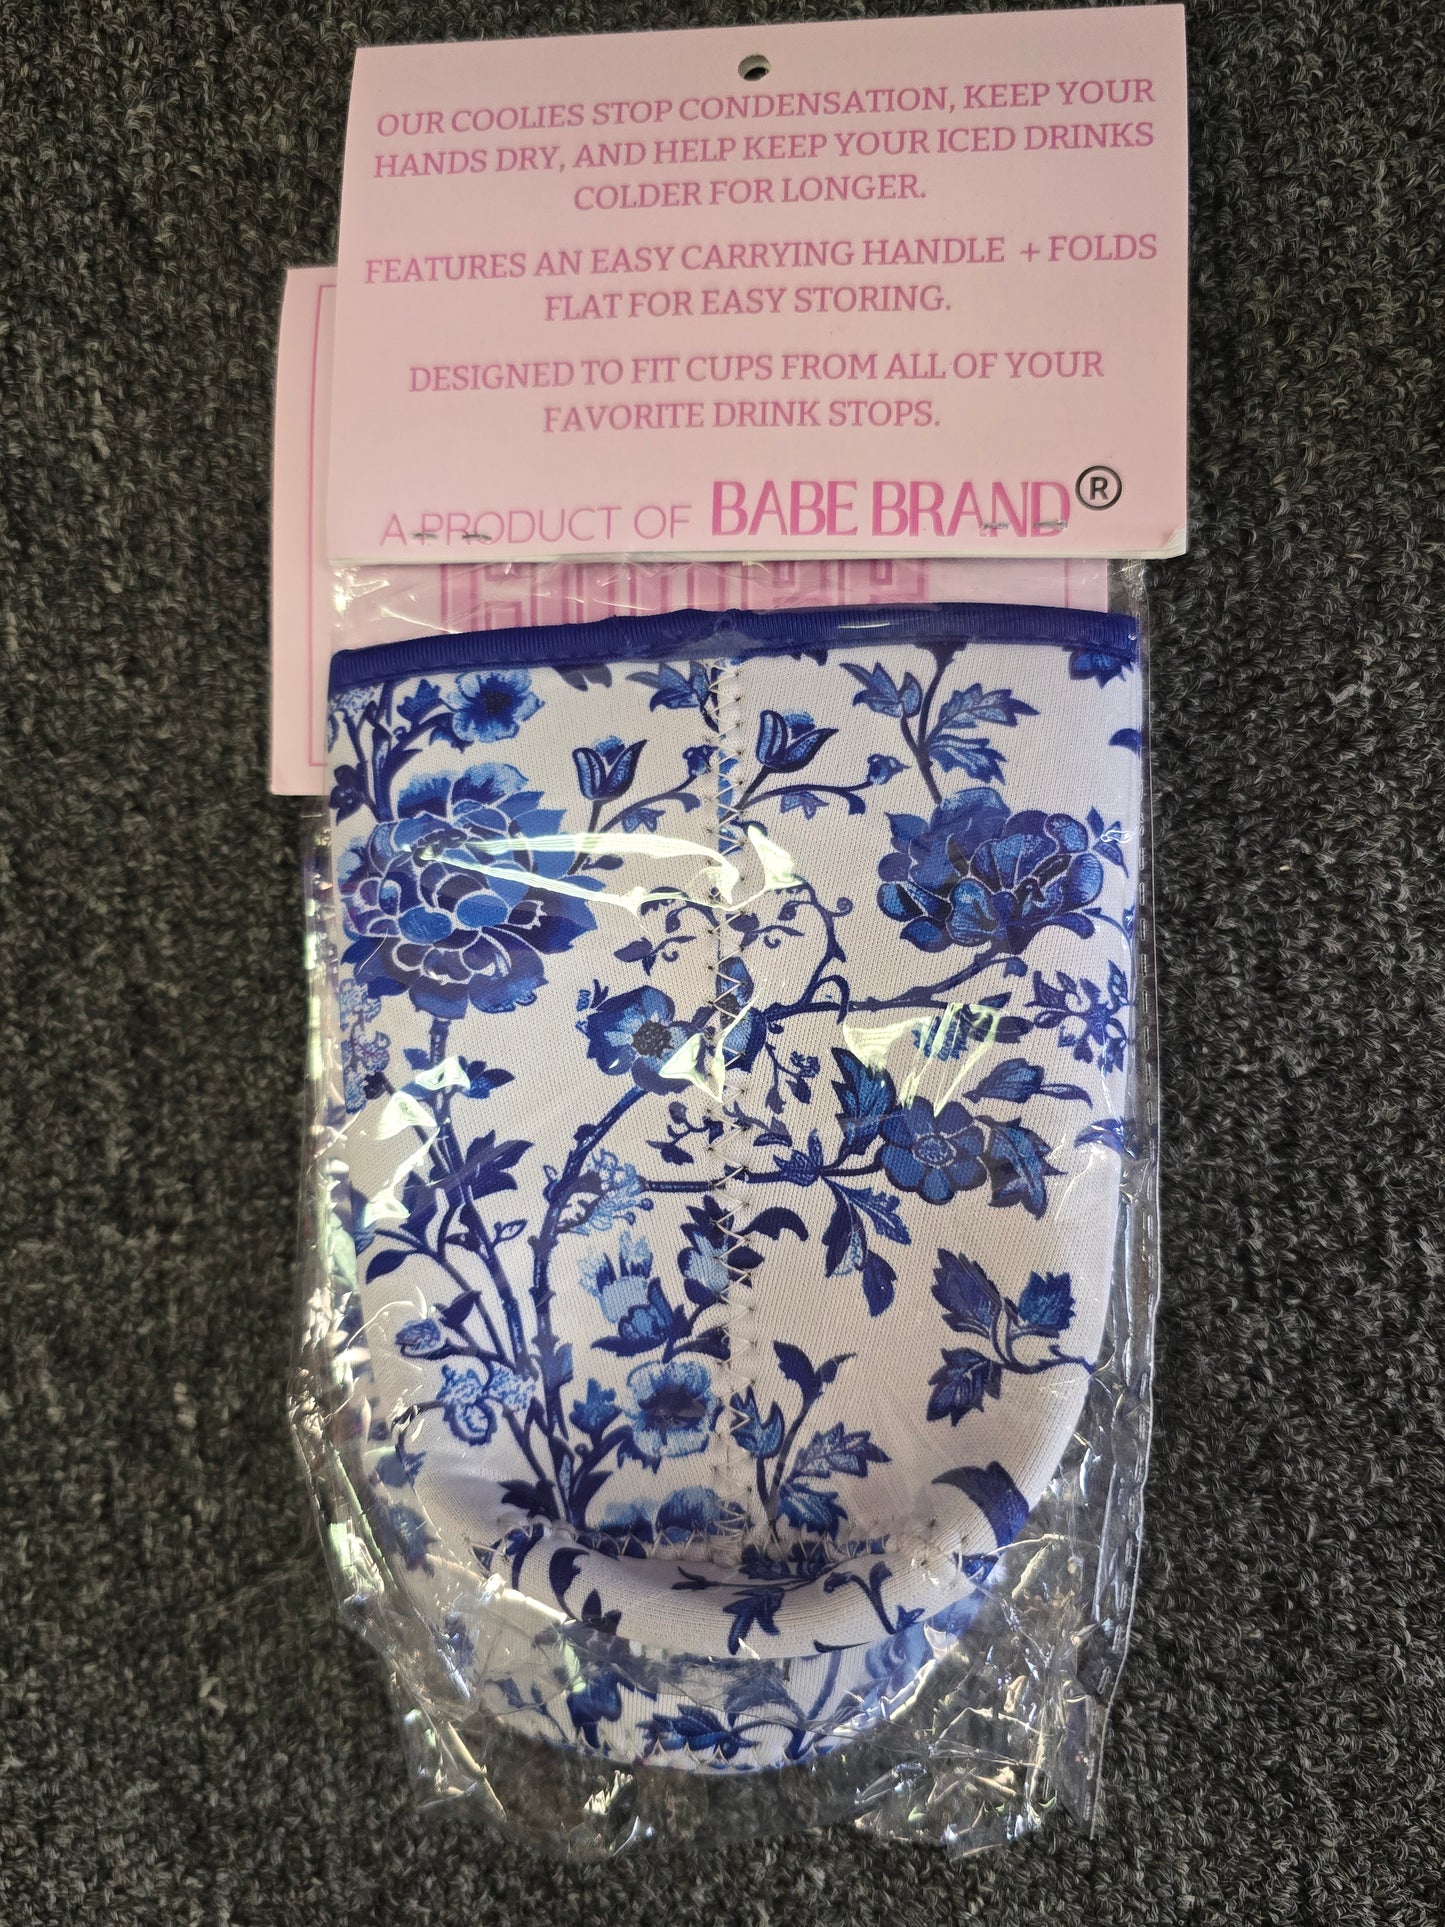 OUR COOLIES STOP CONDENSATION, KEEP YOUR
HANDS DRY, AND HELP KEEP YOUR ICED DRINKS
COLDER FOR LONGER.
FEATURES AN EASY CARRYING HANDLE + FOLDS
FLAT FOR EASY STORING.
DESIGNED TO FIT CUPS FROM ALL OF YOUR
FAVORITE DRINK STOPS.
A PRODUCT OF BABE BRAND®